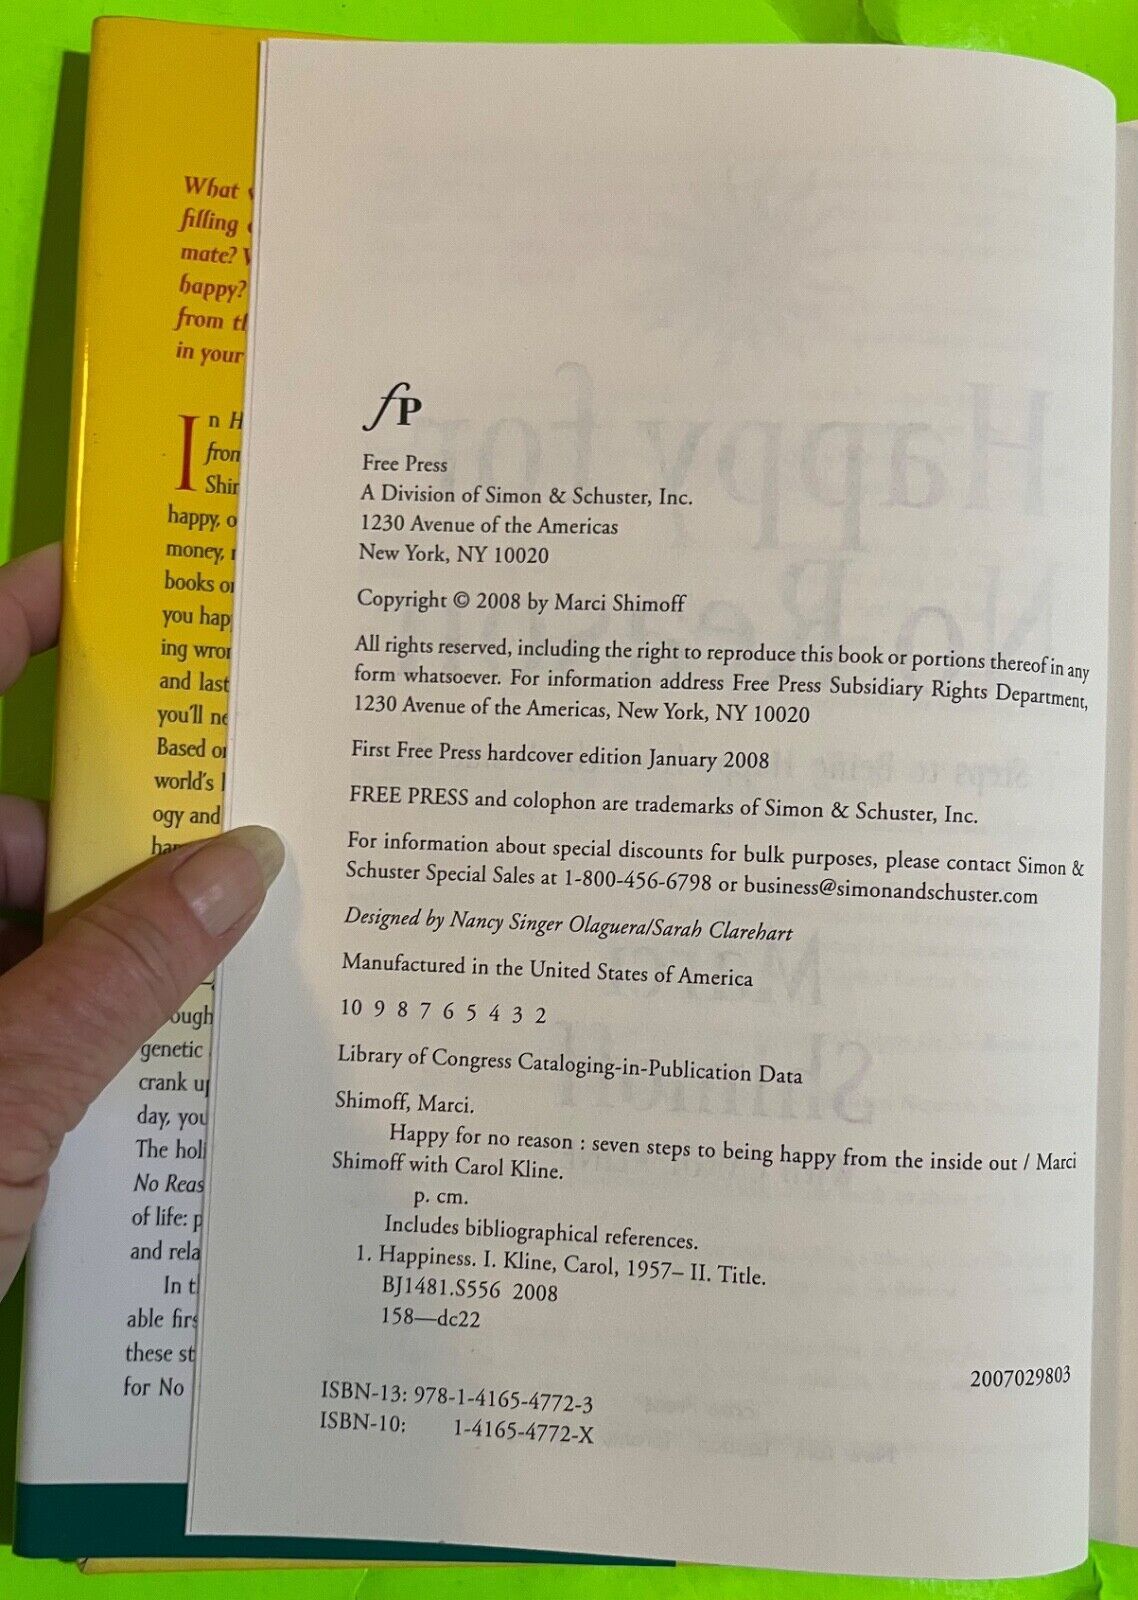 What
filling
mate?
happy?
from
in your
In H
from
happy, o
money,
books
you hap
ing
and last
you'll
Based
world's
ogy and
ough
genetic
crank
day, you
The
No Reas
of life:
and rela
In
able
these
for No
fP
Free Press
A Division of Simon & Schuster, Inc.
1230 Avenue of the Americas
New York, NY 10020
Copyright © 2008 by Marci Shimoff
All rights reserved, including the right to reproduce this book or portions thereof in any
form whatsoever. For information address Free Press Subsidiary Rights Department,
1230 Avenue of the Americas, New York, NY 10020
First Free Press hardcover edition January 2008
FREE PRESS and colophon are trademarks of Simon & Schuster, Inc.
For information about special discounts for bulk purposes, please contact Simon &
Schuster Special Sales at 1-800-456-6798 or business@simonandschuster.com
Designed by Nancy Singer Olaguera/Sarah Clarehart
Manufactured in the United States of America
10 9 8 7 6 5 4 3 2
Library of Congress Cataloging-in-Publication Data
Shimoff, Marci.
Happy for no reason : seven steps to being happy from the inside out / Marci
Shimoff with Carol Kline.
p. cm.
Includes bibliographical references.
1. Happiness. I. Kline, Carol, 1957– II. Title.
BJ1481.S556 2008
158—dc22
2007029803
ISBN-13: 978-1-4165-4772-3
ISBN-10: 1-4165-4772-X